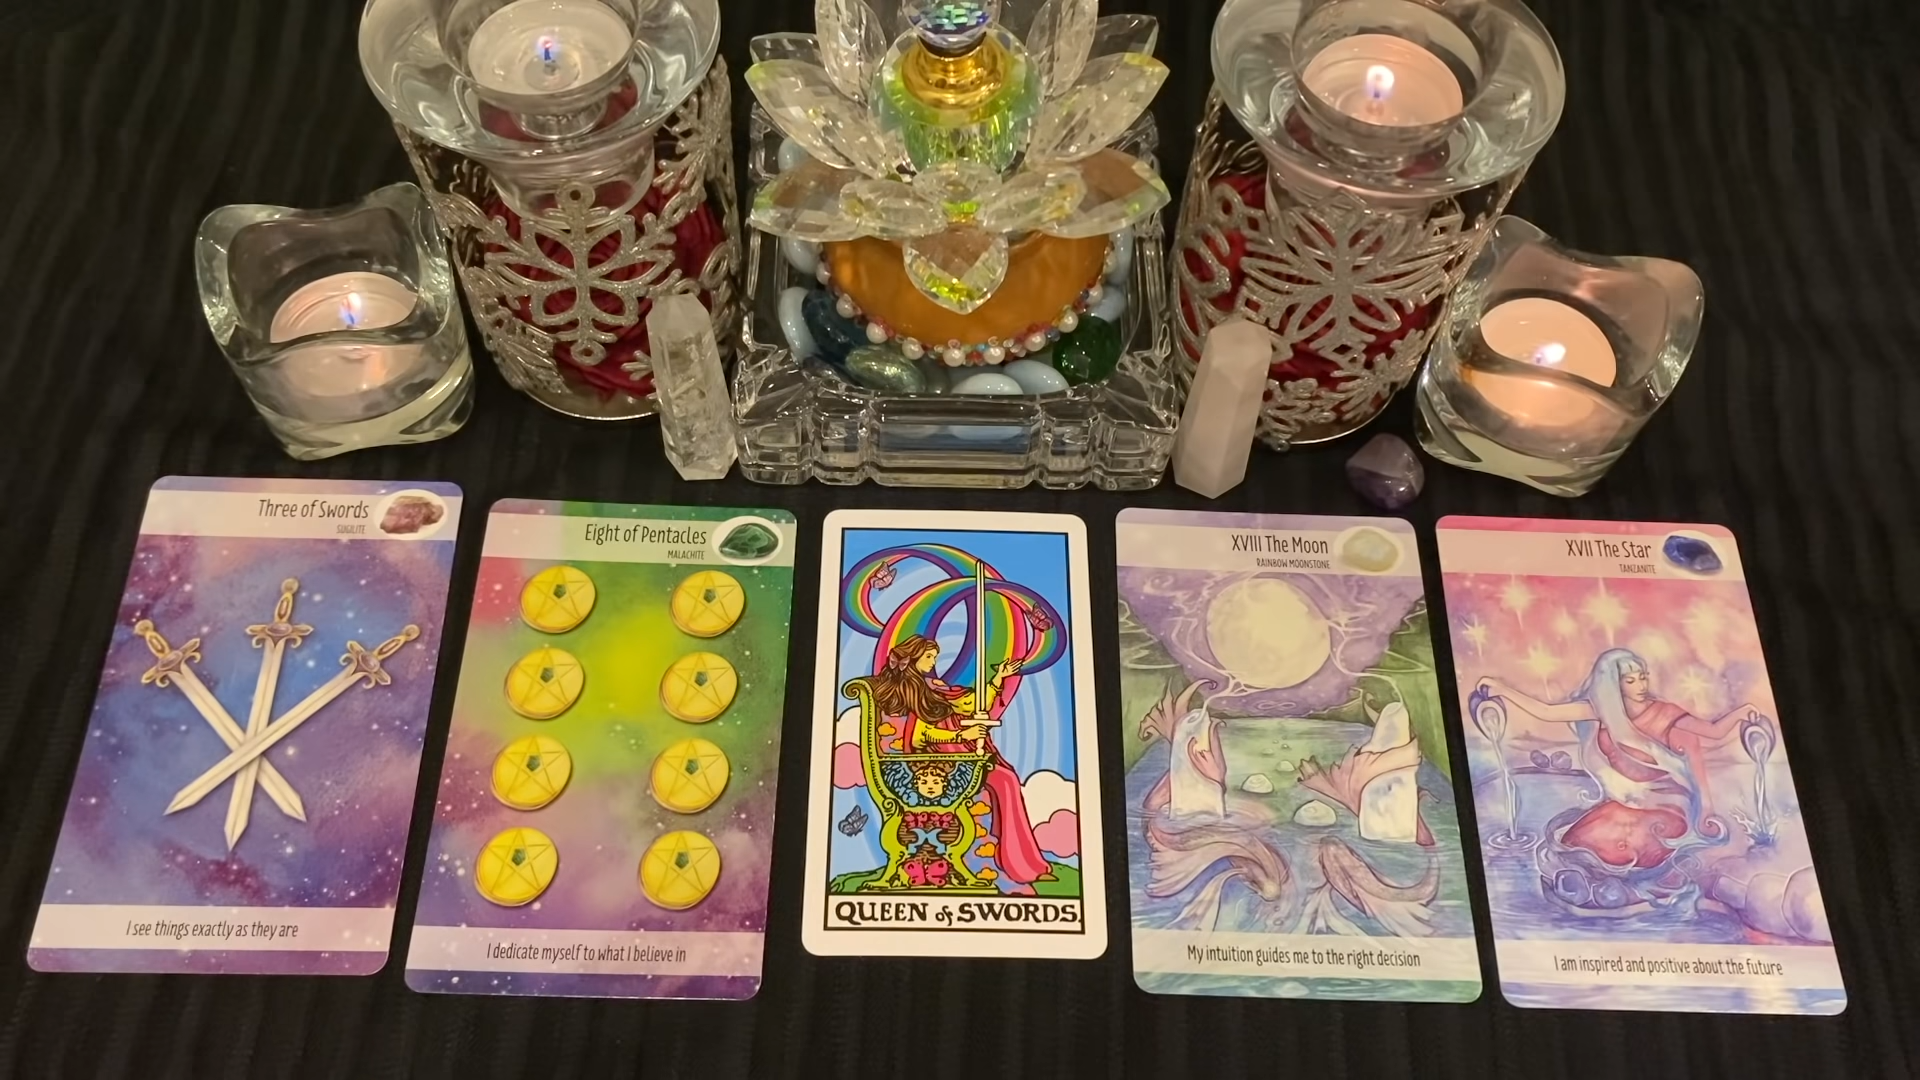 Three of Swords
SUGILITE
I see things exactly as they are
Eight of Pentacles
MALACHITE
I dedicate myself to what I believe in
QUEEN of SWORDS.
XVIII The Moon
RAINBOW MOONSTONE
My intuition guides me to the right decision
XVII The Star
TANZANITE
I am inspired and positive about the future